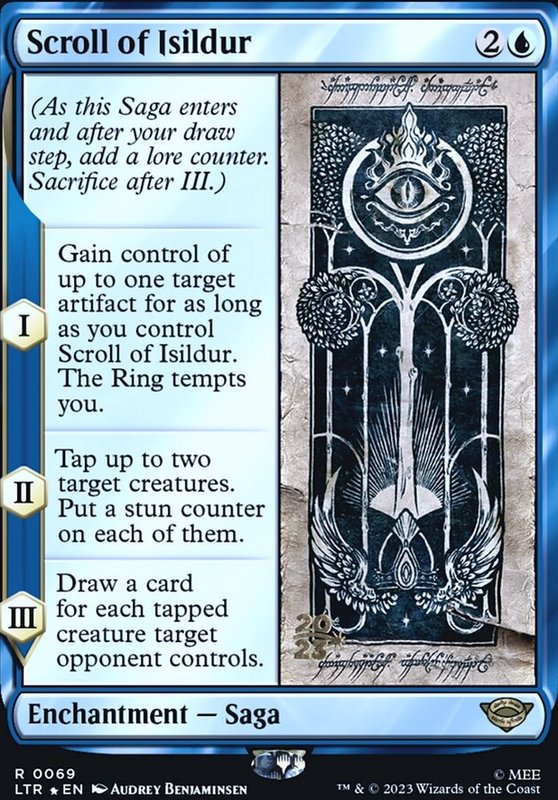 Scroll of Isildur
2
(As this Saga enters
and after your draw
step, add a lore counter.
Sacrifice after III.)
I
Gain control of
up to one target
artifact for as long
as you control
Scroll of Isildur.
The Ring tempts
you.
II
Tap up to two
target creatures.
Put a stun counter
on each of them.
III
Draw a card
for each tapped
creature target
opponent controls.
2023
Enchantment — Saga
R 0069
LTR ★ EN Audrey Benjaminsen
© MEE
™ & © 2023 Wizards of the Coast